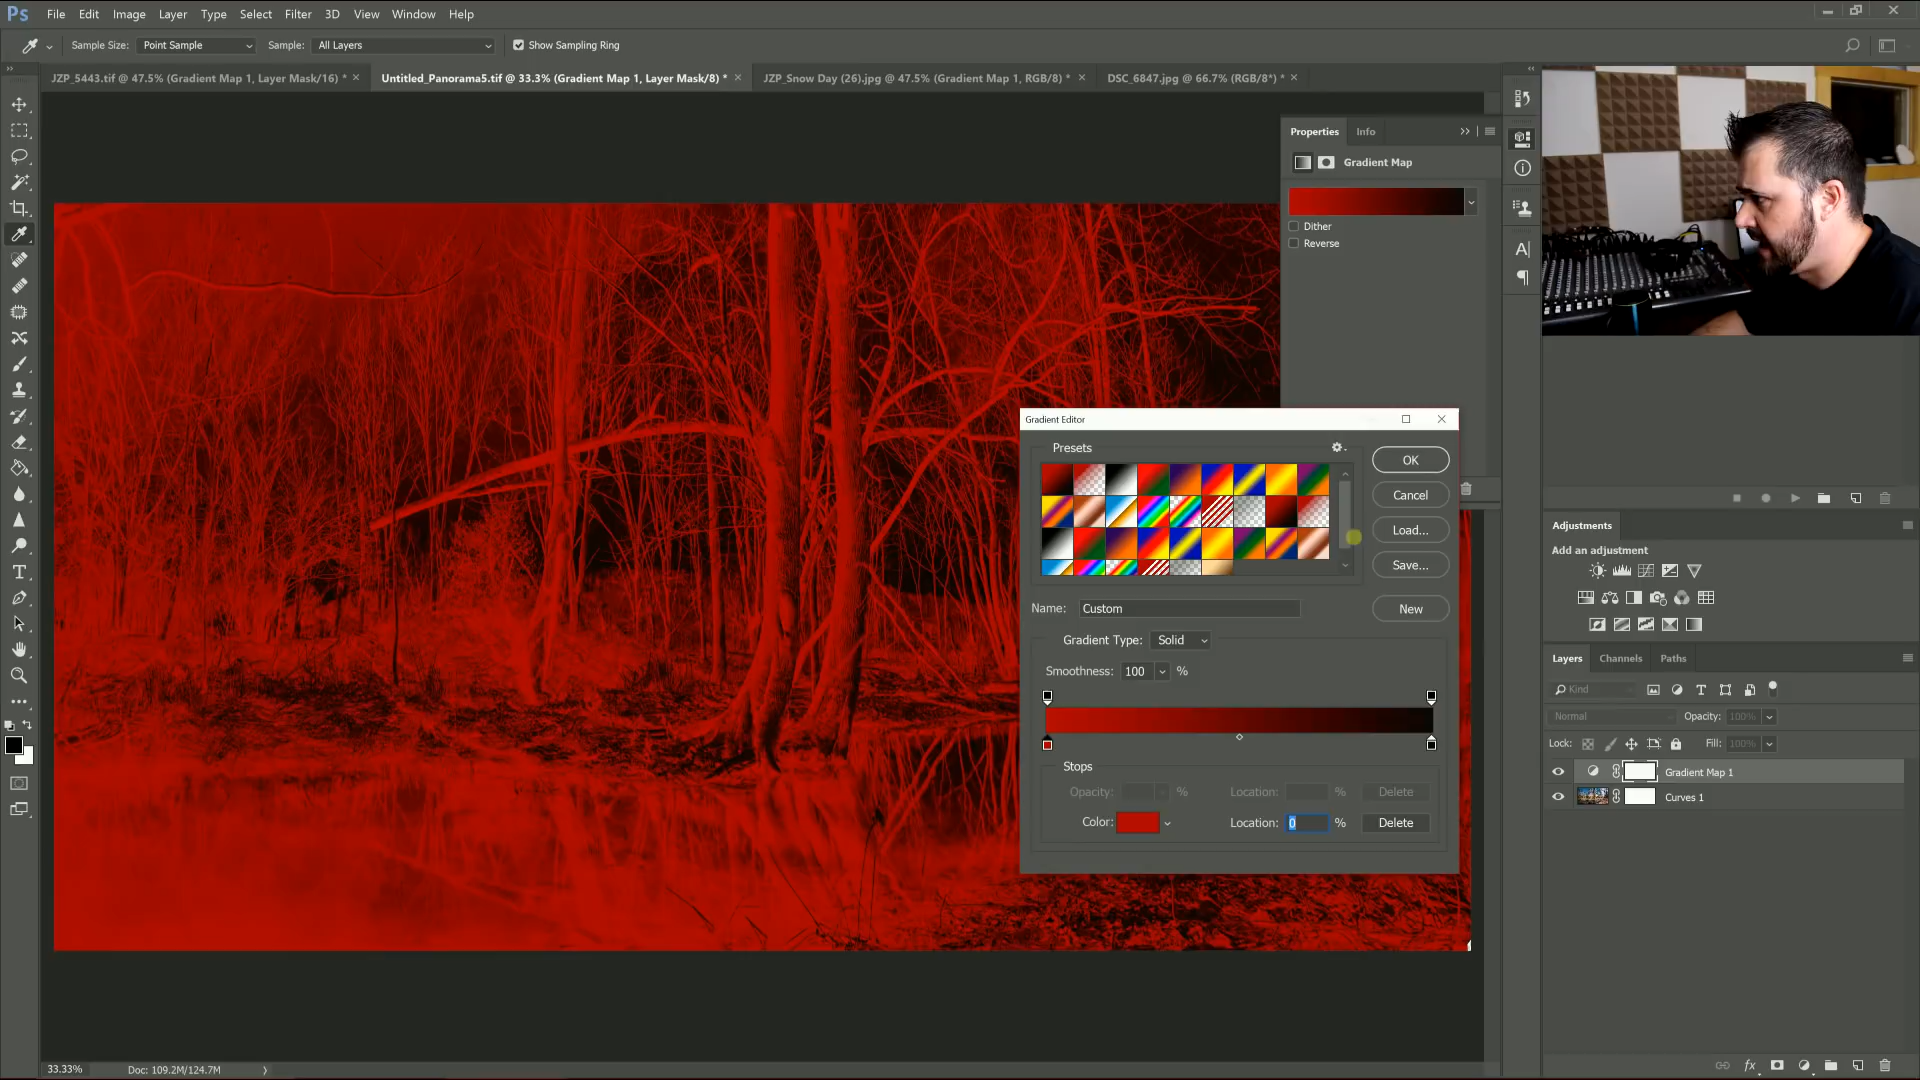 Ps File Edit Image Layer Type Select Filter 3D View Window Help
Sample Size: Point Sample Sample: All Layers Show Sampling Ring
JZP_5443.tif @ 47.5% (Gradient Map 1, Layer Mask/16) * × Untitled_Panorama5.tif @ 33.3% (Gradient Map 1, Layer Mask/8) * × JZP_Snow Day (26).jpg @ 47.5% (Gradient Map 1, RGB/8) * × DSC_6847.jpg @ 66.7% (RGB/8*) * ×
Properties Info
Gradient Map
Dither
Reverse
Gradient Editor
Presets
OK
Cancel
Load...
Save...
Name: Custom
New
Gradient Type: Solid
Smoothness: 100 %
Stops
Opacity: % Location: % Delete
Color: Location: 0 % Delete
Adjustments
Add an adjustment
Layers Channels Paths
Kind
Normal Opacity: 100%
Lock: Fill: 100%
Gradient Map 1
Curves 1
fx
33.33% Doc: 109.2M/124.7M